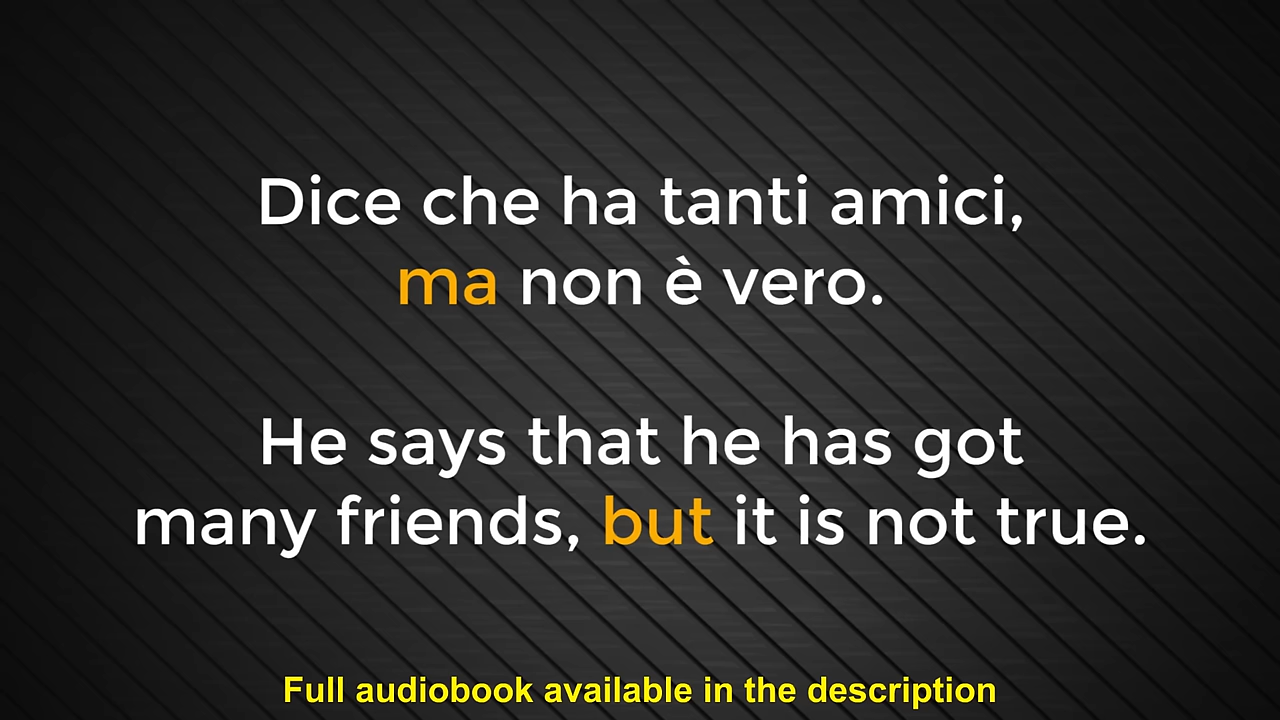 Dice che ha tanti amici,
ma non è vero.
He says that he has got
many friends, but it is not true.
Full audiobook available in the description